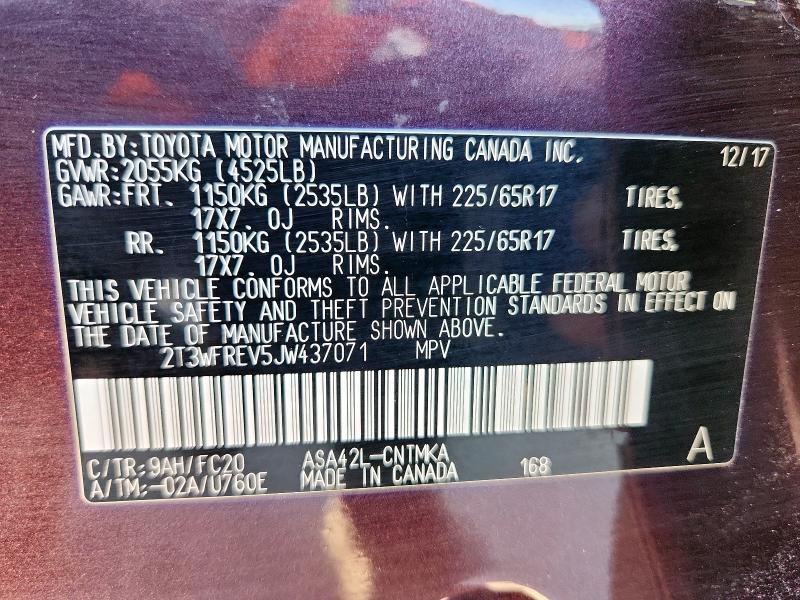 MFD. BY: TOYOTA MOTOR MANUFACTURING CANADA INC. 12/17
GVWR: 2055KG (4525LB)
GAWR: FRT. 1150KG (2535LB) WITH 225/65R17 TIRES,
17X7. 0J RIMS.
RR. 1150KG (2535LB) WITH 225/65R17 TIRES,
17X7. 0J RIMS.
THIS VEHICLE CONFORMS TO ALL APPLICABLE FEDERAL MOTOR
VEHICLE SAFETY AND THEFT PREVENTION STANDARDS IN EFFECT ON
THE DATE OF MANUFACTURE SHOWN ABOVE.
2T3WFREV5JW437071 MPV
C/TR: 9AH/FC20 ASA42L-CNTMKA 168 A
A/TM: -02A/U760E MADE IN CANADA